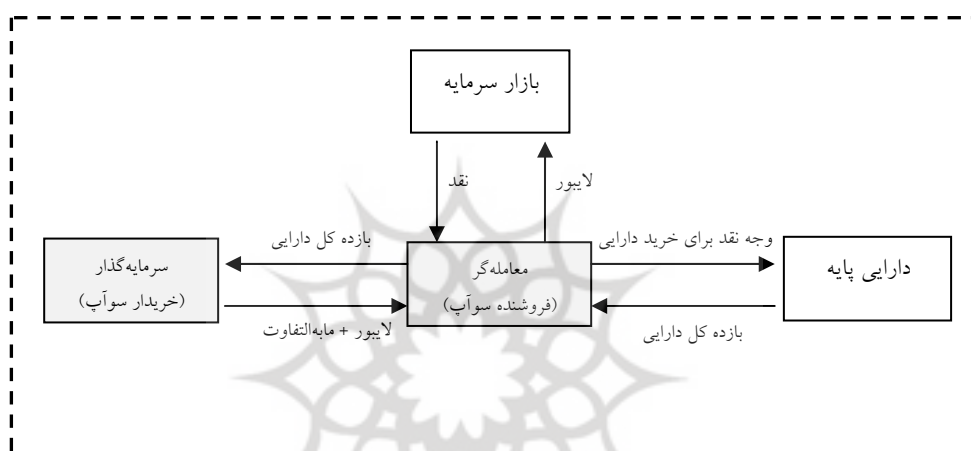 بازار سرمایه
نقد
لایبور
بازده کل دارایی
وجه نقد برای خرید دارایی
سرمایه‌گذار
(خریدار سوآپ)
معامله‌گر
(فروشنده سوآپ)
دارایی پایه
لایبور + مابه‌التفاوت
بازده کل دارایی